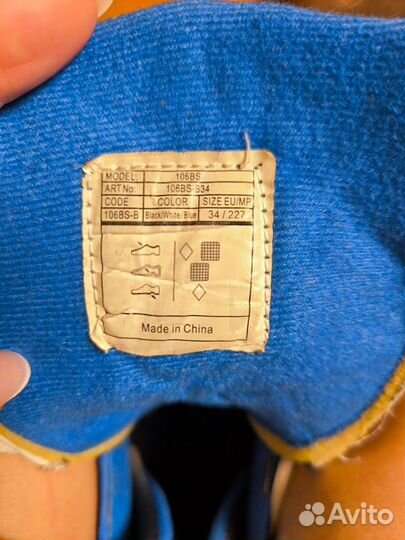 MODEL: 106BS
ART No: 106BS-B34
CODE COLOR SIZE EU/MP
106BS-B Black/White/Blue 34 / 227
Made in China
Avito